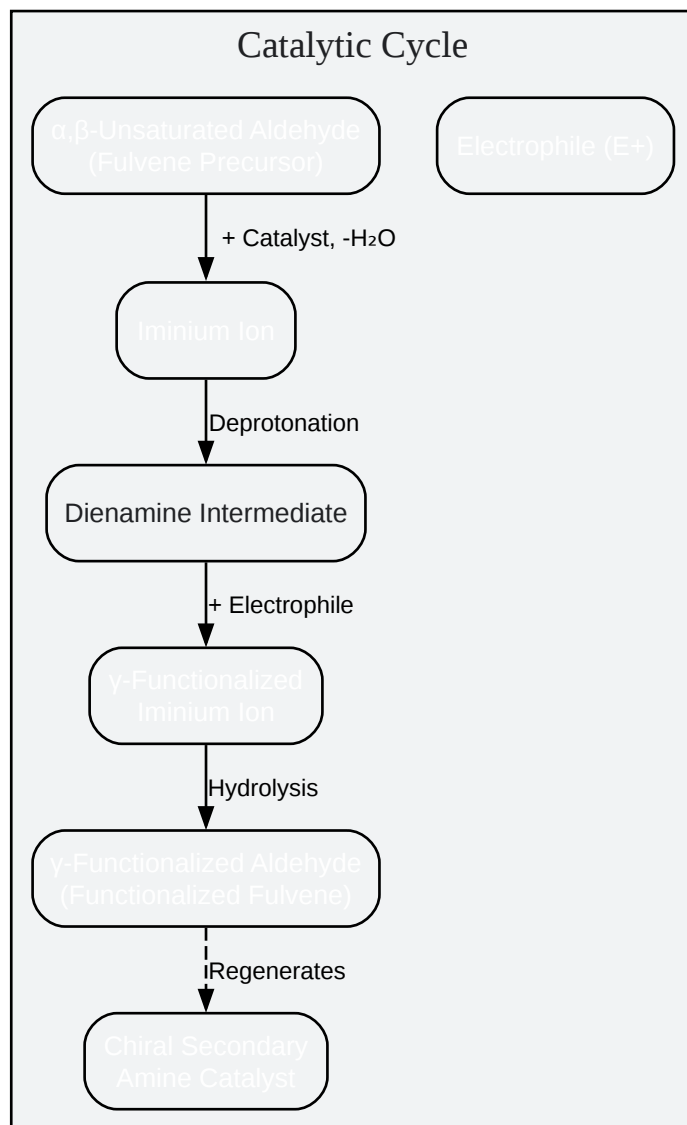 Catalytic Cycle
α,β-Unsaturated Aldehyde
(Fulvene Precursor)
Electrophile (E+)
+ Catalyst, -H₂O
Iminium Ion
Deprotonation
Dienamine Intermediate
+ Electrophile
γ-Functionalized
Iminium Ion
Hydrolysis
γ-Functionalized Aldehyde
(Functionalized Fulvene)
Regenerates
Chiral Secondary
Amine Catalyst